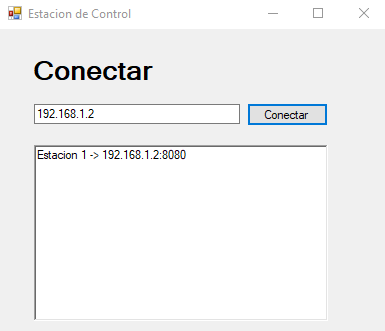 Estacion de Control
Conectar
192.168.1.2
Conectar
Estacion 1 -> 192.168.1.2:8080